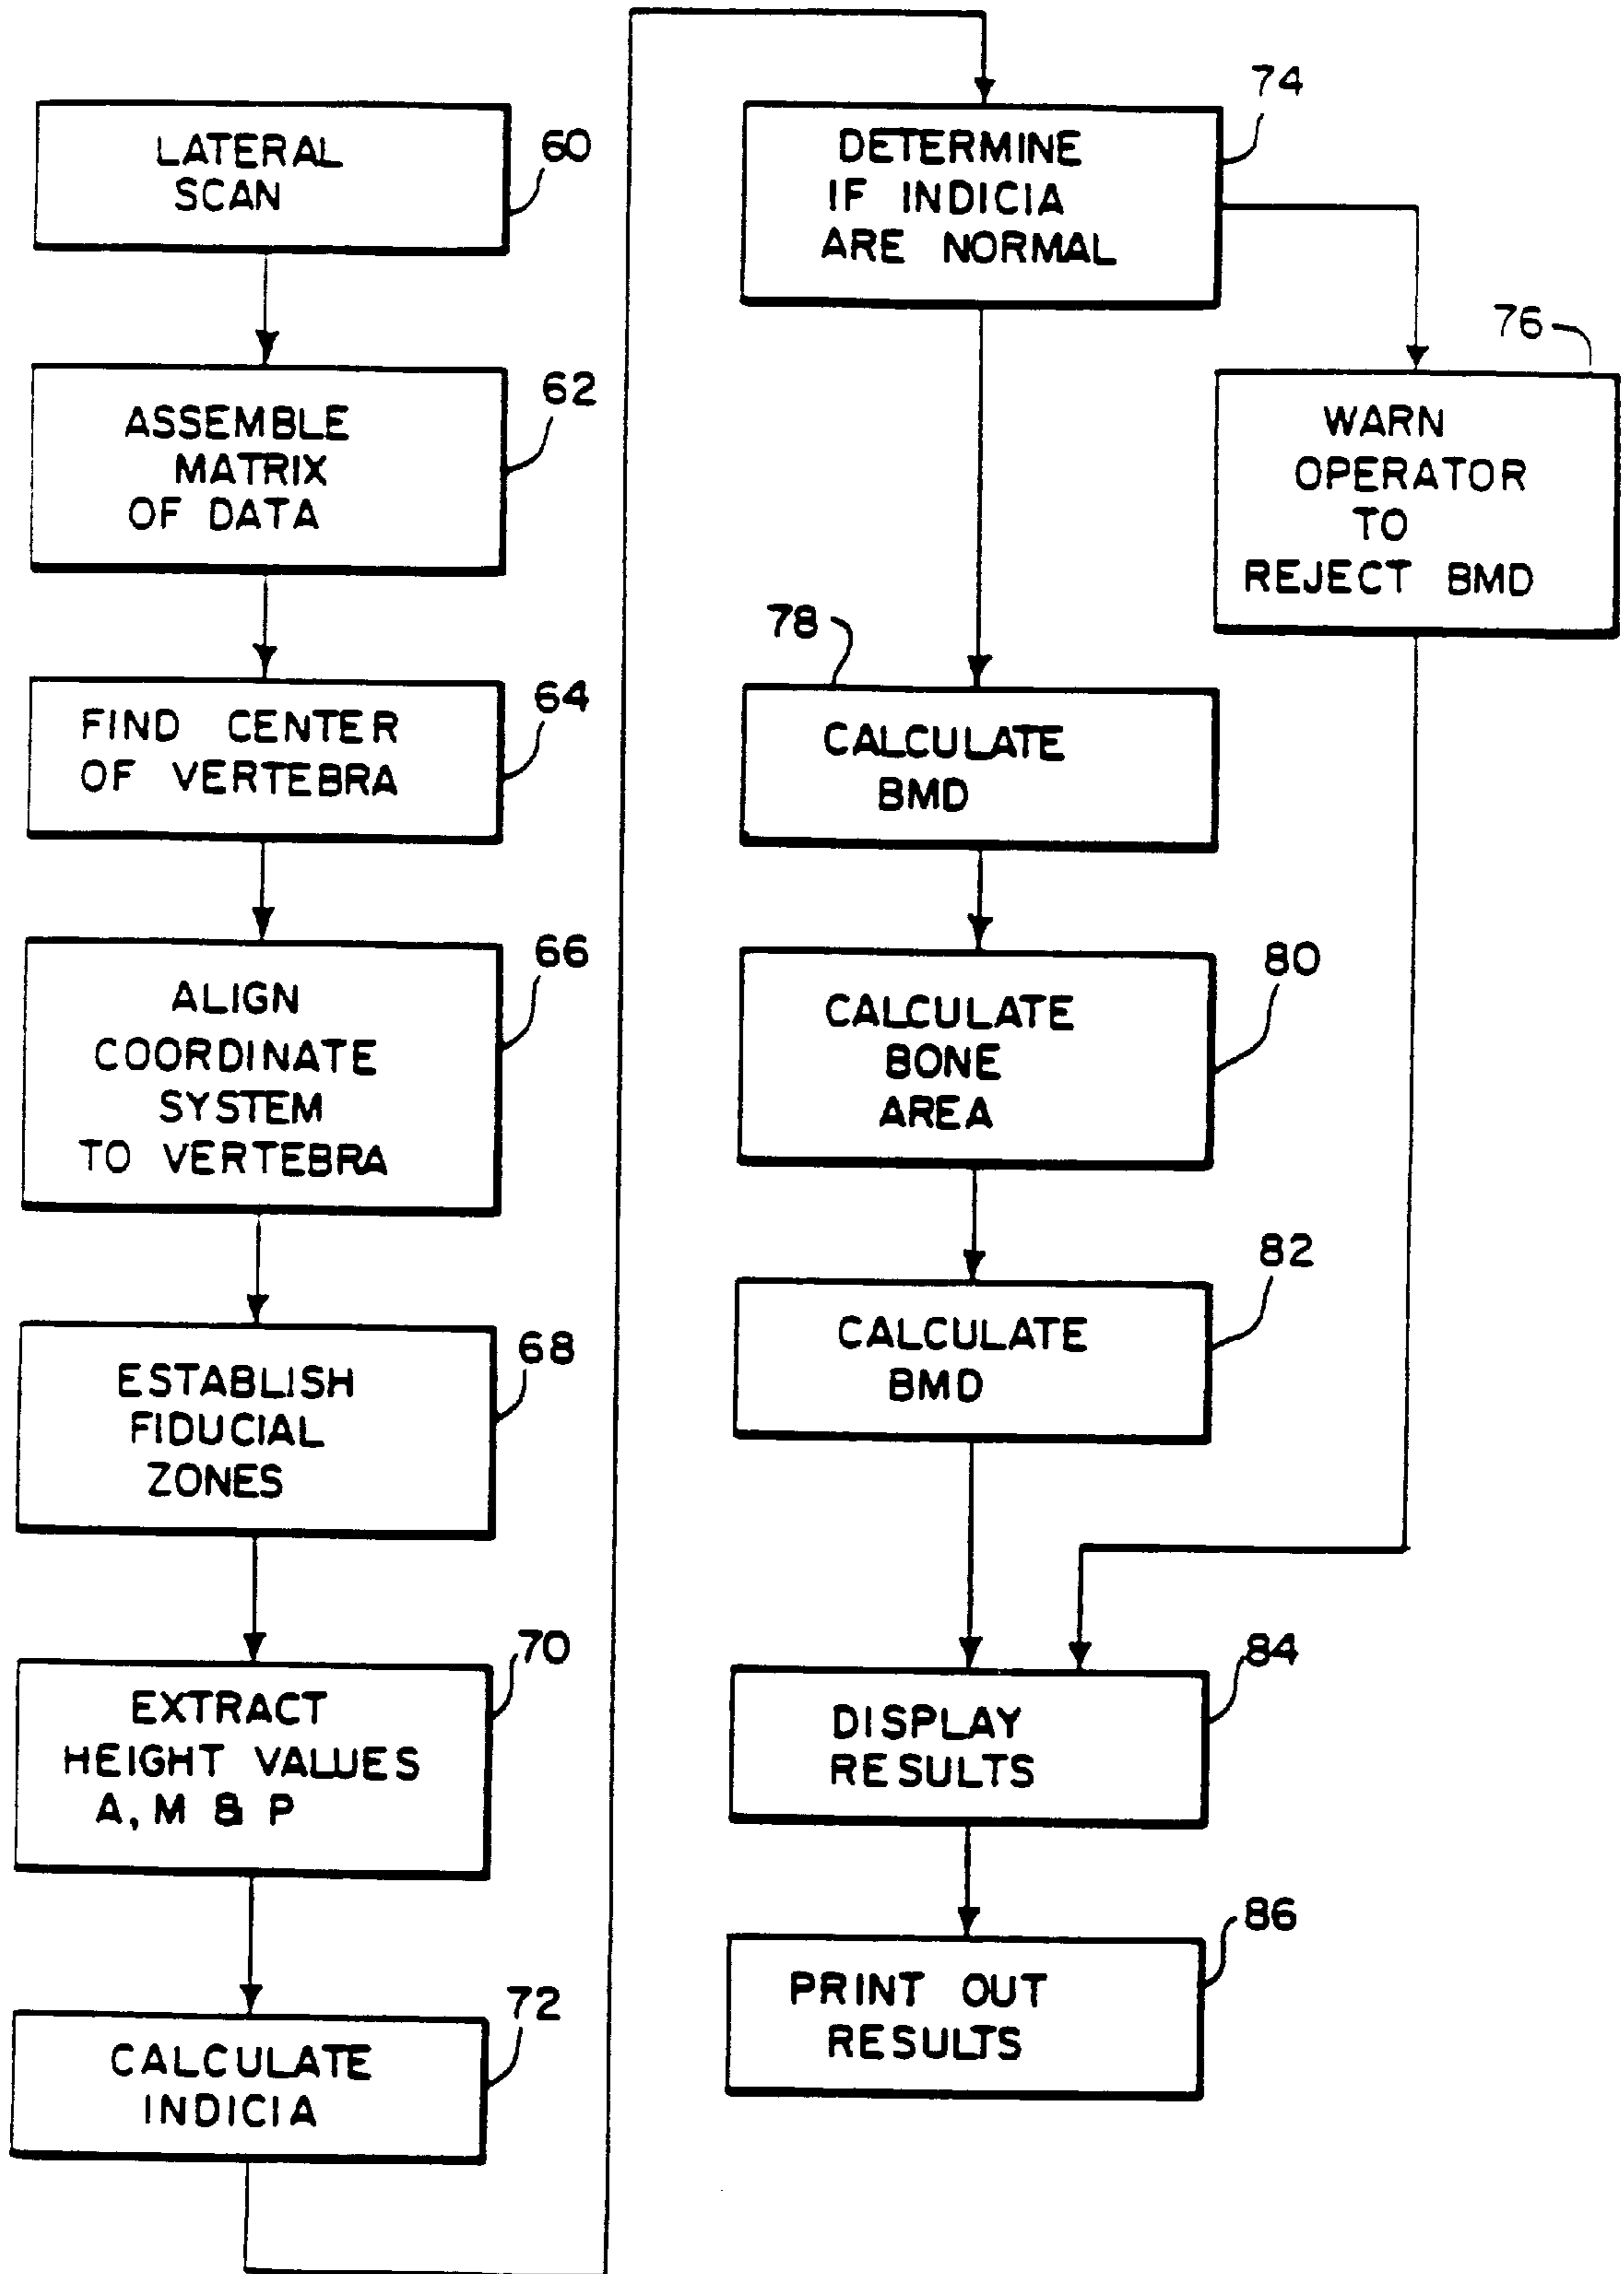 LATERAL
SCAN
60
ASSEMBLE
MATRIX
OF DATA
62
FIND CENTER
OF VERTEBRA
64
ALIGN
COORDINATE
SYSTEM
TO VERTEBRA
66
ESTABLISH
FIDUCIAL
ZONES
68
EXTRACT
HEIGHT VALUES
A, M & P
70
CALCULATE
INDICIA
72
DETERMINE
IF INDICIA
ARE NORMAL
74
WARN
OPERATOR
TO
REJECT BMD
76
CALCULATE
BMD
78
CALCULATE
BONE
AREA
80
CALCULATE
BMD
82
DISPLAY
RESULTS
84
PRINT OUT
RESULTS
86